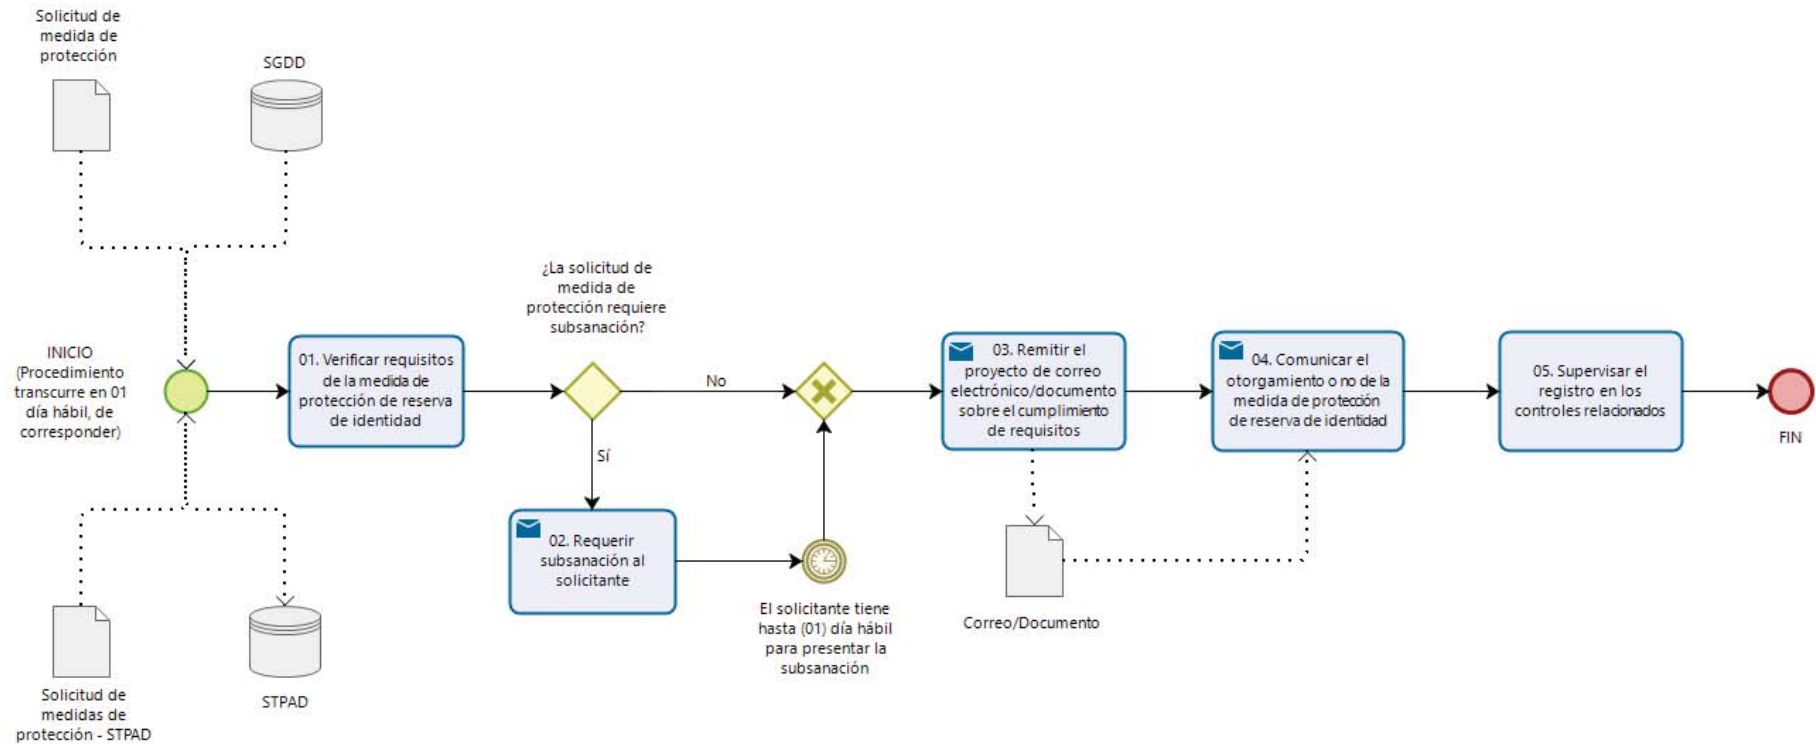 Solicitud de
medida de
protección
SGDD
INICIO
(Procedimiento
transcurre en 01
día hábil, de
corresponder)
01. Verificar requisitos
de la medida de
protección de reserva
de identidad
¿La solicitud de
medida de
protección requiere
subsanación?
No
Sí
02. Requerir
subsanación al
solicitante
El solicitante tiene
hasta (01) día hábil
para presentar la
subsanación
03. Remitir el
proyecto de correo
electrónico/documento
sobre el cumplimiento
de requisitos
Correo/Documento
04. Comunicar el
otorgamiento o no de la
medida de protección
de reserva de identidad
05. Supervisar el
registro en los
controles relacionados
FIN
Solicitud de
medidas de
protección - STPAD
STPAD